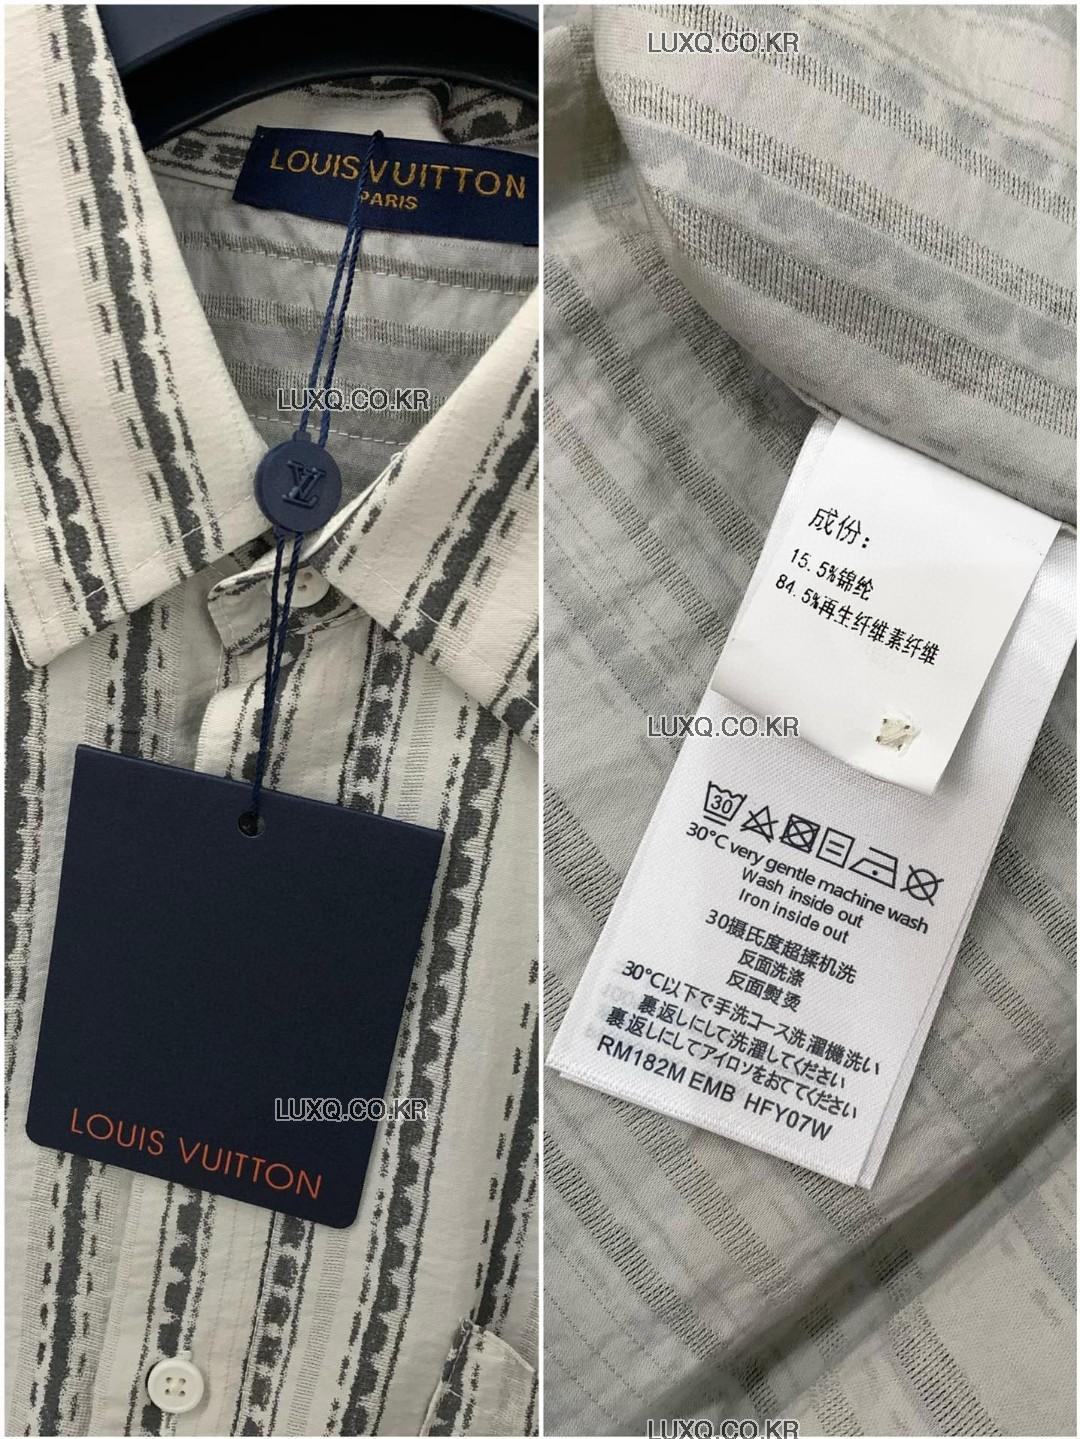 LOUIS VUITTON
PARIS
LUXQ.CO.KR
LV
LUXQ.CO.KR
LOUIS VUITTON
LUXQ.CO.KR
成份：
15.5%锦纶
84.5%再生纤维素纤维
LUXQ.CO.KR
30
30°C very gentle machine wash
Wash inside out
Iron inside out
30摄氏度超揉机洗
反面洗涤
反面熨烫
30°C以下で手洗コース洗濯機洗い
裏返しにして洗濯してください
裏返しにしてアイロンをおててください
RM182M EMB HFY07W
LUXQ.CO.KR